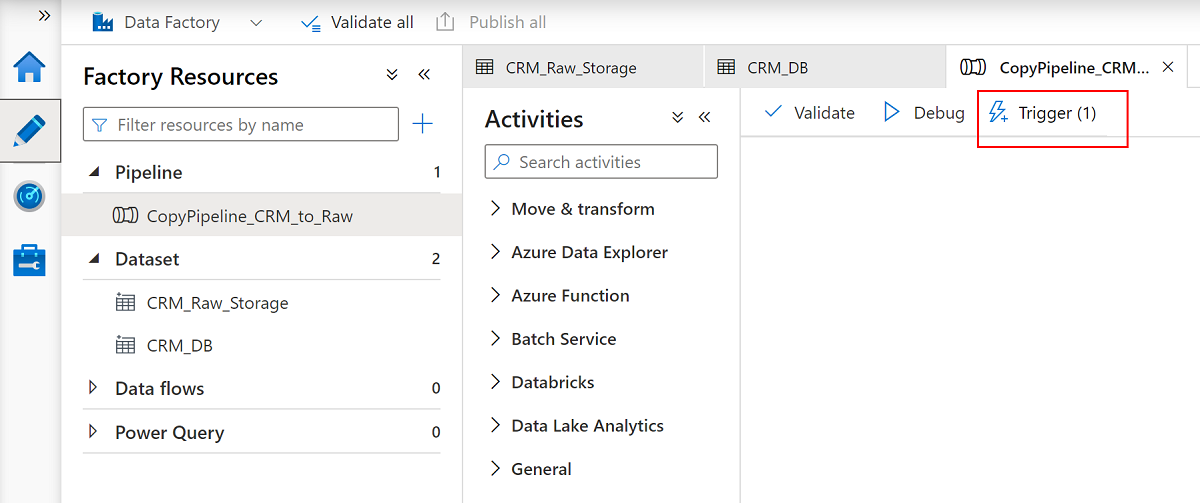 Data Factory
Validate all
Publish all
Factory Resources
Filter resources by name
Pipeline 1
CopyPipeline_CRM_to_Raw
Dataset 2
CRM_Raw_Storage
CRM_DB
Data flows 0
Power Query 0
CRM_Raw_Storage
CRM_DB
CopyPipeline_CRM...
Activities
Search activities
Move & transform
Azure Data Explorer
Azure Function
Batch Service
Databricks
Data Lake Analytics
General
Validate
Debug
Trigger (1)